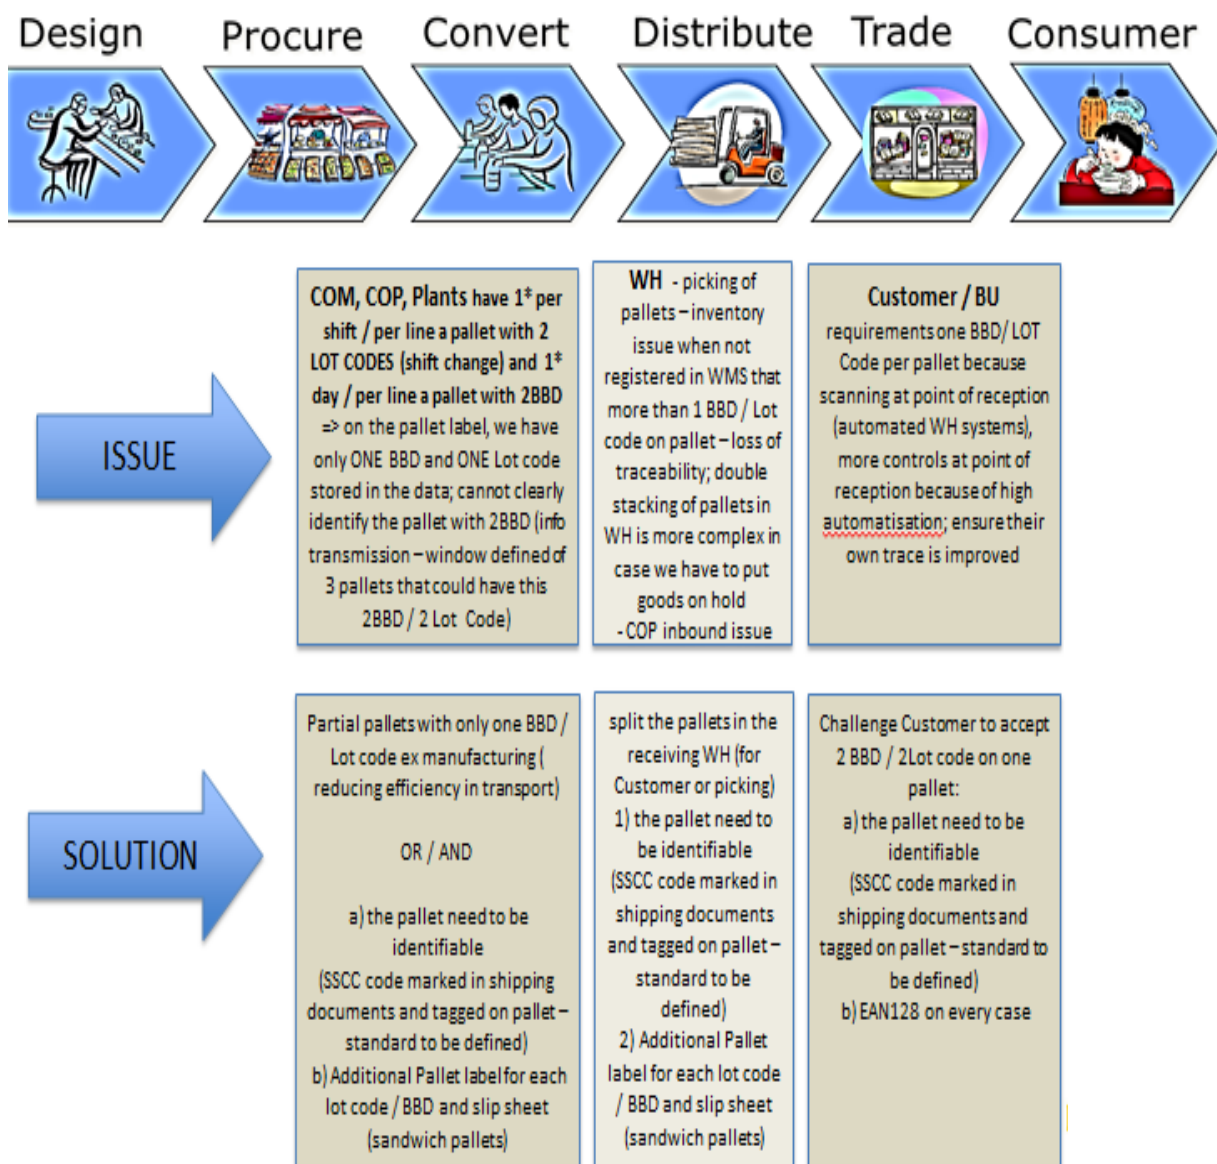 Design
Procure
Convert
Distribute
Trade
Consumer
ISSUE
COM, COP, Plants have 1* per
shift / per line a pallet with 2
LOT CODES (shift change) and 1*
day / per line a pallet with 2BBD
=> on the pallet label, we have
only ONE BBD and ONE Lot code
stored in the data; cannot clearly
identify the pallet with 2BBD (info
transmission – window defined of
3 pallets that could have this
2BBD / 2 Lot Code)
WH - picking of
pallets – inventory
issue when not
registered in WMS that
more than 1 BBD / Lot
code on pallet – loss of
traceability; double
stacking of pallets in
WH is more complex in
case we have to put
goods on hold
- COP inbound issue
Customer / BU
requirements one BBD/ LOT
Code per pallet because
scanning at point of reception
(automated WH systems),
more controls at point of
reception because of high
automatisation; ensure their
own trace is improved
SOLUTION
Partial pallets with only one BBD /
Lot code ex manufacturing (
reducing efficiency in transport)
OR / AND
a) the pallet need to be
identifiable
(SSCC code marked in shipping
documents and tagged on pallet –
standard to be defined)
b) Additional Pallet label for each
lot code / BBD and slip sheet
(sandwich pallets)
split the pallets in the
receiving WH (for
Customer or picking)
1) the pallet need to
be identifiable
(SSCC code marked in
shipping documents
and tagged on pallet –
standard to be
defined)
2) Additional Pallet
label for each lot code
/ BBD and slip sheet
(sandwich pallets)
Challenge Customer to accept
2 BBD / 2Lot code on one
pallet:
a) the pallet need to be
identifiable
(SSCC code marked in
shipping documents and
tagged on pallet – standard to
be defined)
b) EAN128 on every case